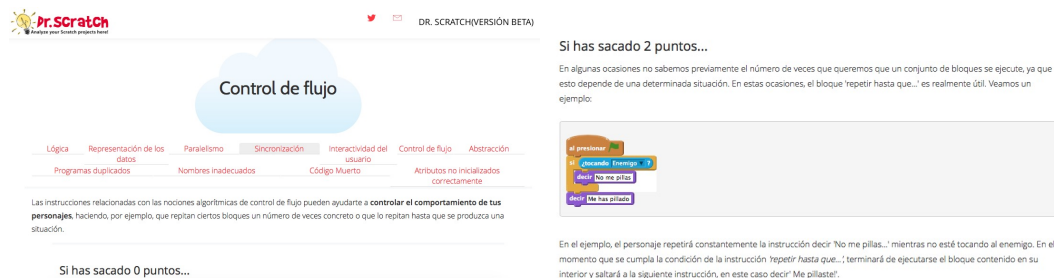 Dr. Scratch
Analyze your Scratch projects here!
DR. SCRATCH(VERSIÓN BETA)
Control de flujo
Lógica
Representación de los
datos
Paralelismo
Sincronización
Interactividad del
usuario
Control de flujo
Abstracción
Programas duplicados
Nombres inadecuados
Código Muerto
Atributos no inicializados
correctamente
Las instrucciones relacionadas con las nociones algorítmicas de control de flujo pueden ayudarte a controlar el comportamiento de tus
personajes, haciendo, por ejemplo, que repitan ciertos bloques un número de veces concreto o que lo repitan hasta que se produzca una
situación.
Si has sacado 0 puntos...
Si has sacado 2 puntos...
En algunas ocasiones no sabemos previamente el número de veces que queremos que un conjunto de bloques se ejecute, ya que
esto depende de una determinada situación. En estas ocasiones, el bloque 'repetir hasta que...' es realmente útil. Veamos un
ejemplo:
al presionar
si ¿tocando Enemigo ?
decir No me pillas
decir Me has pillado
En el ejemplo, el personaje repetirá constantemente la instrucción decir 'No me pillas...' mientras no esté tocando al enemigo. En el
momento que se cumpla la condición de la instrucción 'repetir hasta que...', terminará de ejecutarse el bloque contenido en su
interior y saltará a la siguiente instrucción, en este caso decir' Me pillaste!'.